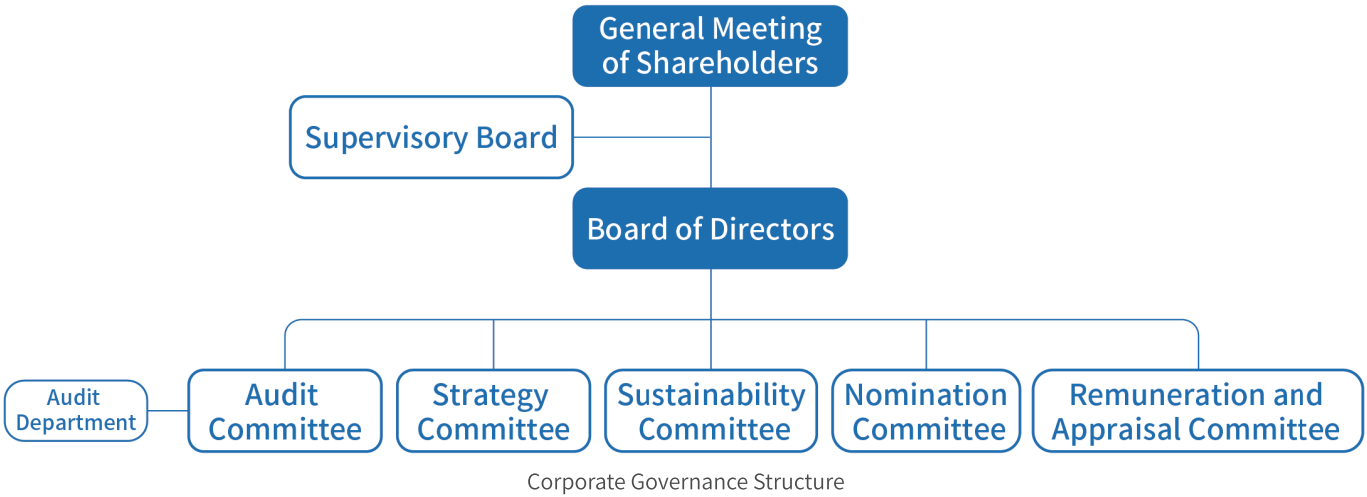 General Meeting
of Shareholders
Supervisory Board
Board of Directors
Audit
Department
Audit
Committee
Strategy
Committee
Sustainability
Committee
Nomination
Committee
Remuneration and
Appraisal Committee
Corporate Governance Structure